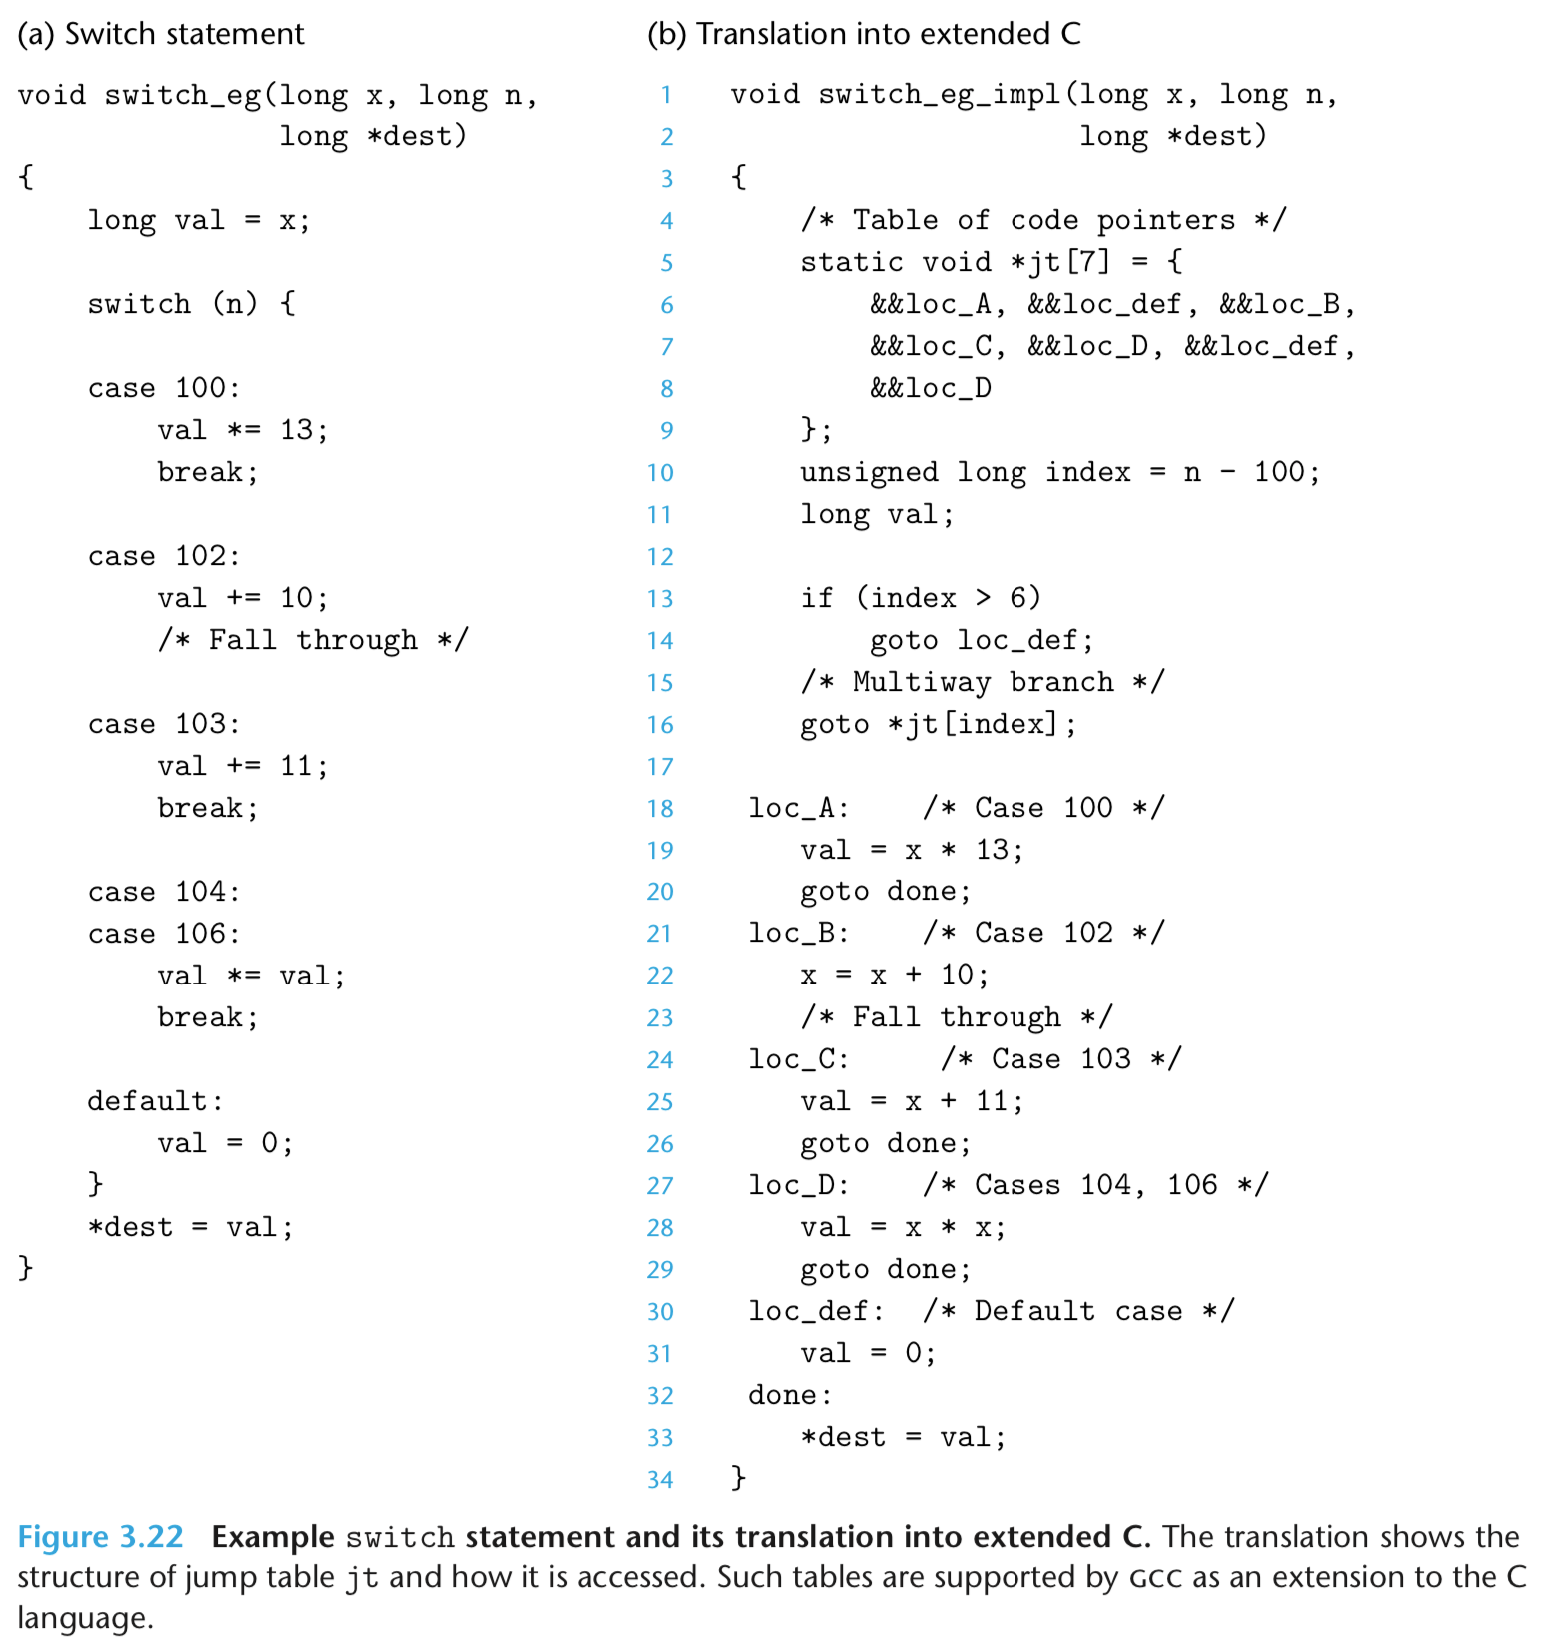 (a) Switch statement
void switch_eg(long x, long n,
               long *dest)
{
    long val = x;

    switch (n) {

    case 100:
        val *= 13;
        break;

    case 102:
        val += 10;
        /* Fall through */

    case 103:
        val += 11;
        break;

    case 104:
    case 106:
        val *= val;
        break;

    default:
        val = 0;
    }
    *dest = val;
}
(b) Translation into extended C
1    void switch_eg_impl(long x, long n,
2                        long *dest)
3    {
4        /* Table of code pointers */
5        static void *jt[7] = {
6            &&loc_A, &&loc_def, &&loc_B,
7            &&loc_C, &&loc_D, &&loc_def,
8            &&loc_D
9        };
10       unsigned long index = n - 100;
11       long val;
12
13       if (index > 6)
14           goto loc_def;
15       /* Multiway branch */
16       goto *jt[index];
17
18    loc_A:    /* Case 100 */
19       val = x * 13;
20       goto done;
21    loc_B:    /* Case 102 */
22       x = x + 10;
23       /* Fall through */
24    loc_C:     /* Case 103 */
25       val = x + 11;
26       goto done;
27    loc_D:    /* Cases 104, 106 */
28       val = x * x;
29       goto done;
30    loc_def:  /* Default case */
31       val = 0;
32    done:
33       *dest = val;
34   }
Figure 3.22 Example switch statement and its translation into extended C. The translation shows the
structure of jump table jt and how it is accessed. Such tables are supported by GCC as an extension to the C
language.